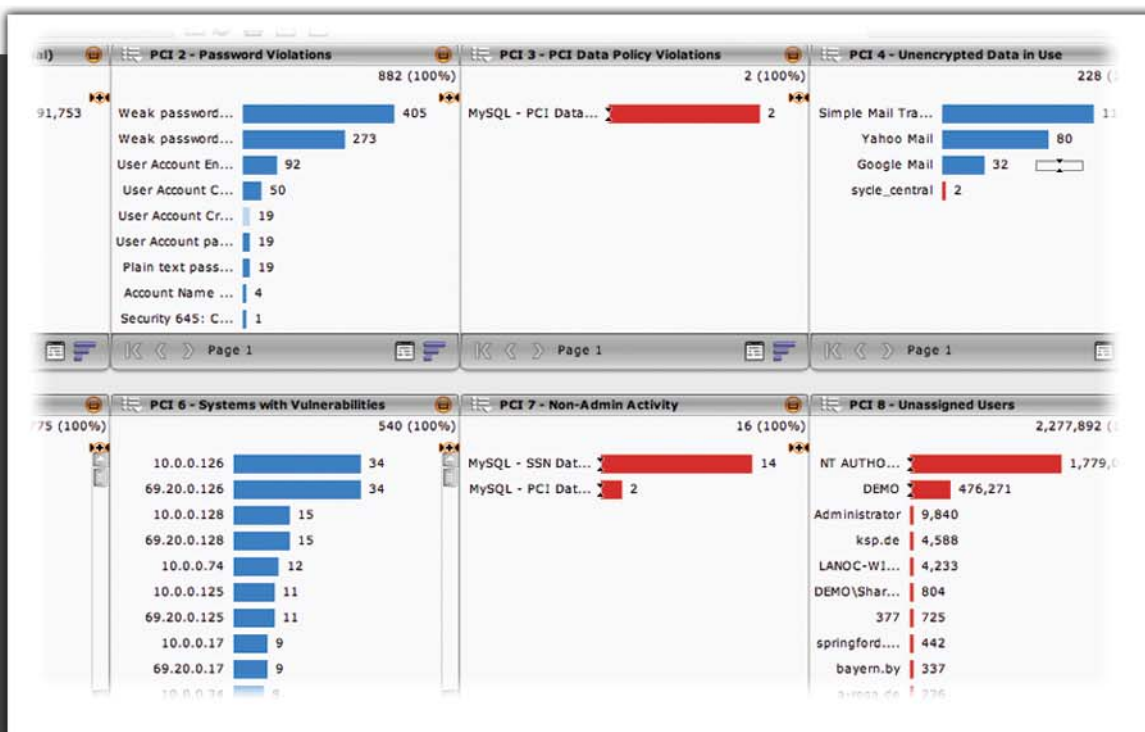 al)
91,753
PCI 2 - Password Violations
882 (100%)
Weak password... 405
Weak password... 273
User Account En... 92
User Account C... 50
User Account Cr... 19
User Account pa... 19
Plain text pass... 19
Account Name ... 4
Security 645: C... 1
Page 1
PCI 3 - PCI Data Policy Violations
2 (100%)
MySQL - PCI Data... 2
Page 1
PCI 4 - Unencrypted Data in Use
228
Simple Mail Tra... 11
Yahoo Mail 80
Google Mail 32
sycle_central 2
Page 1
775 (100%)
PCI 6 - Systems with Vulnerabilities
540 (100%)
10.0.0.126 34
69.20.0.126 34
10.0.0.128 15
69.20.0.128 15
10.0.0.74 12
10.0.0.125 11
69.20.0.125 11
10.0.0.17 9
69.20.0.17 9
PCI 7 - Non-Admin Activity
16 (100%)
MySQL - SSN Dat... 14
MySQL - PCI Dat... 2
PCI 8 - Unassigned Users
2,277,892
NT AUTHO... 1,779,0
DEMO 476,271
Administrator 9,840
ksp.de 4,588
LANOC-WI... 4,233
DEMO\Shar... 804
377 725
springford.... 442
bayern.by 337